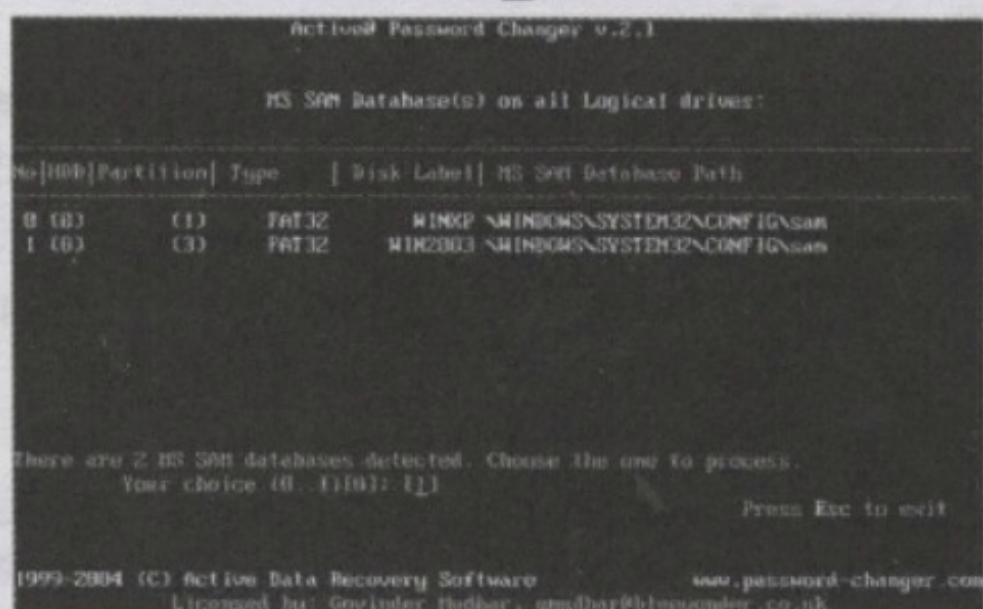 Active@ Password Changer v.2.1
MS SAM Database(s) on all Logical drives:
No|HDD|Partition| Type | Disk Label| MS SAM Database Path
0 (0) (1) FAT32 WINXP \WINDOWS\SYSTEM32\CONFIG\sam
1 (0) (3) FAT32 WIN2003 \WINDOWS\SYSTEM32\CONFIG\sam
There are 2 MS SAM databases detected. Choose the one to process.
Your choice (0..1)[0]: [_]
Press Esc to exit
1999-2004 (C) Active Data Recovery Software www.password-changer.com
Licensed by: Govinder